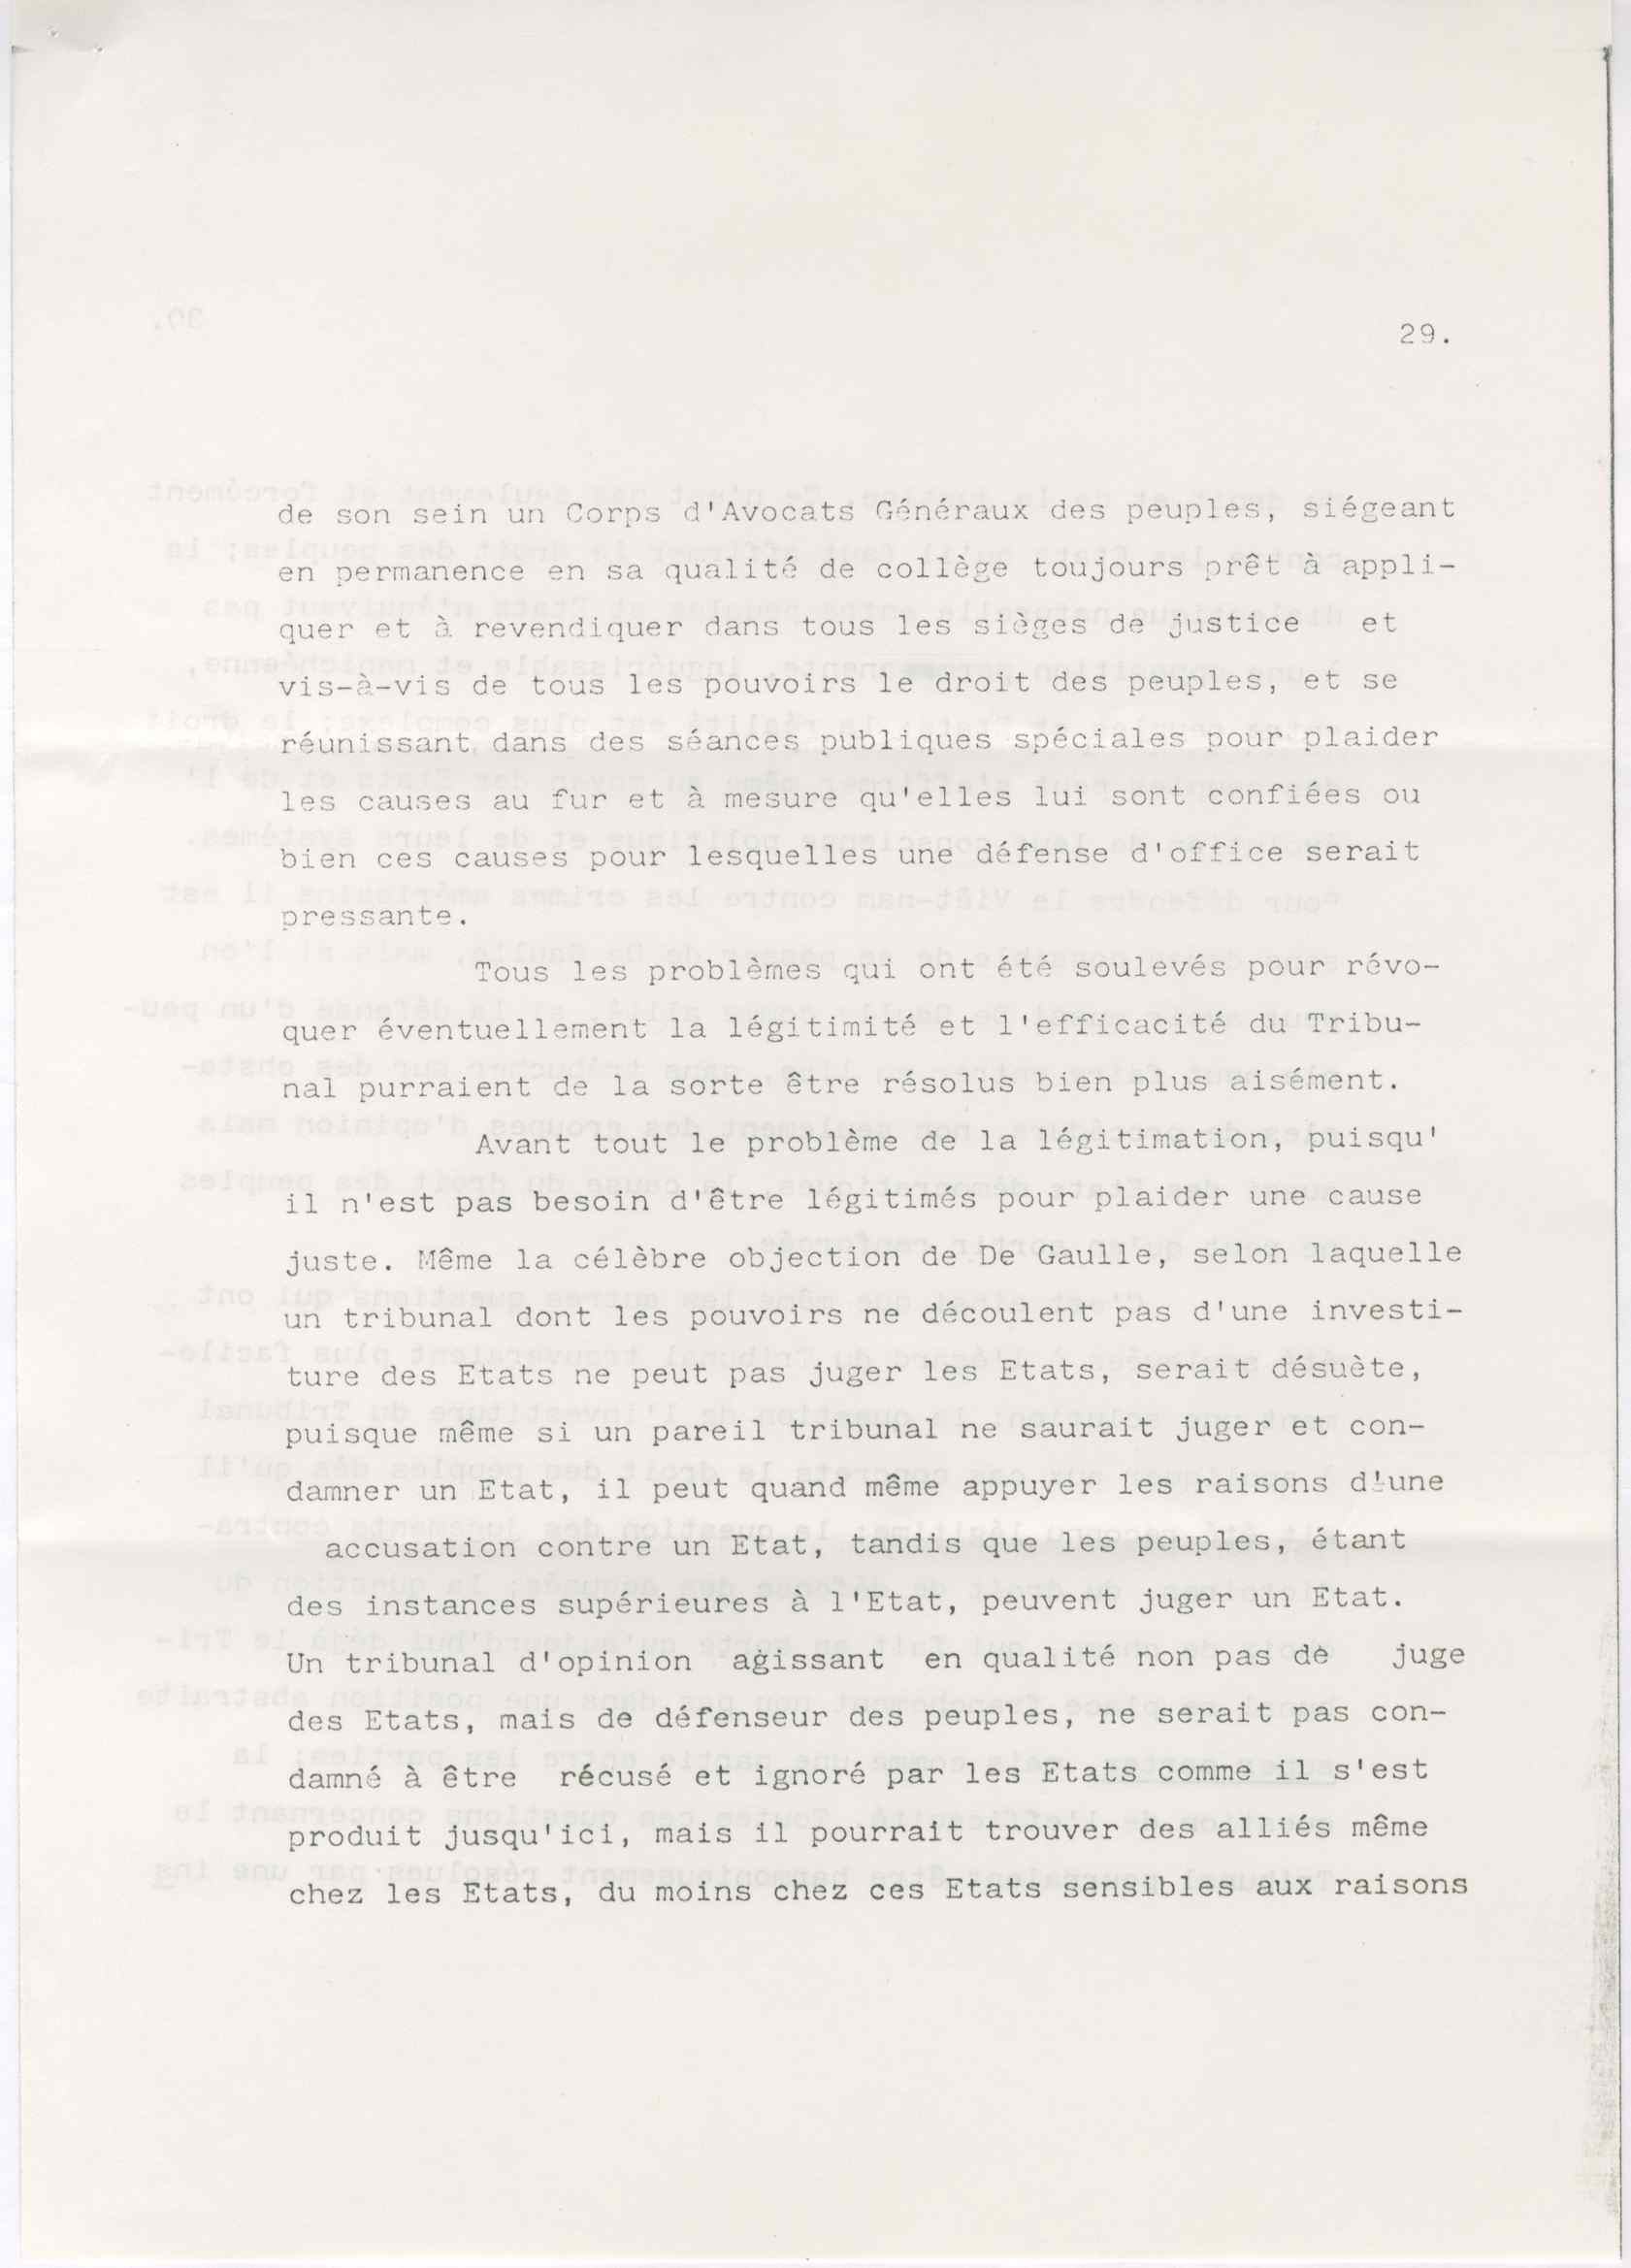 29.
de son sein un Corps d'Avocats Généraux des peuples, siégeant
en permanence en sa qualité de collège toujours prêt à appli-
quer et à revendiquer dans tous les sièges de justice et
vis-à-vis de tous les pouvoirs le droit des peuples, et se
réunissant dans des séances publiques spéciales pour plaider
les causes au fur et à mesure qu'elles lui sont confiées ou
bien ces causes pour lesquelles une défense d'office serait
pressante.
Tous les problèmes qui ont été soulevés pour révo-
quer éventuellement la légitimité et l'efficacité du Tribu-
nal purraient de la sorte être résolus bien plus aisément.
Avant tout le problème de la légitimation, puisqu'
il n'est pas besoin d'être légitimés pour plaider une cause
juste. Même la célèbre objection de De Gaulle, selon laquelle
un tribunal dont les pouvoirs ne découlent pas d'une investi-
ture des Etats ne peut pas juger les Etats, serait désuète,
puisque même si un pareil tribunal ne saurait juger et con-
damner un Etat, il peut quand même appuyer les raisons d'une
accusation contre un Etat, tandis que les peuples, étant
des instances supérieures à l'Etat, peuvent juger un Etat.
Un tribunal d'opinion agissant en qualité non pas de juge
des Etats, mais de défenseur des peuples, ne serait pas con-
damné à être récusé et ignoré par les Etats comme il s'est
produit jusqu'ici, mais il pourrait trouver des alliés même
chez les Etats, du moins chez ces Etats sensibles aux raisons